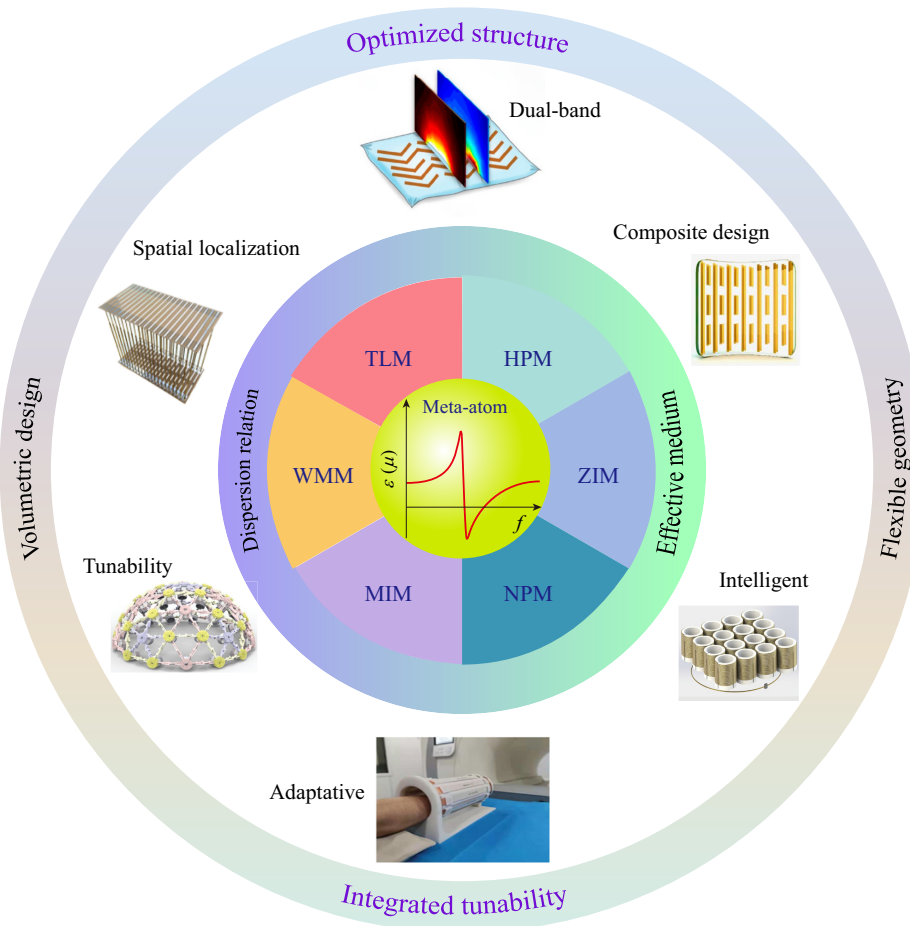 Optimized structure
Dual-band
Spatial localization
Composite design
TLM
HPM
Meta-atom
Volumetric design
Dispersion relation
WMM
ε (μ)
f
ZIM
Effective medium
Flexible geometry
Tunability
MIM
NPM
Intelligent
Adaptative
Integrated tunability